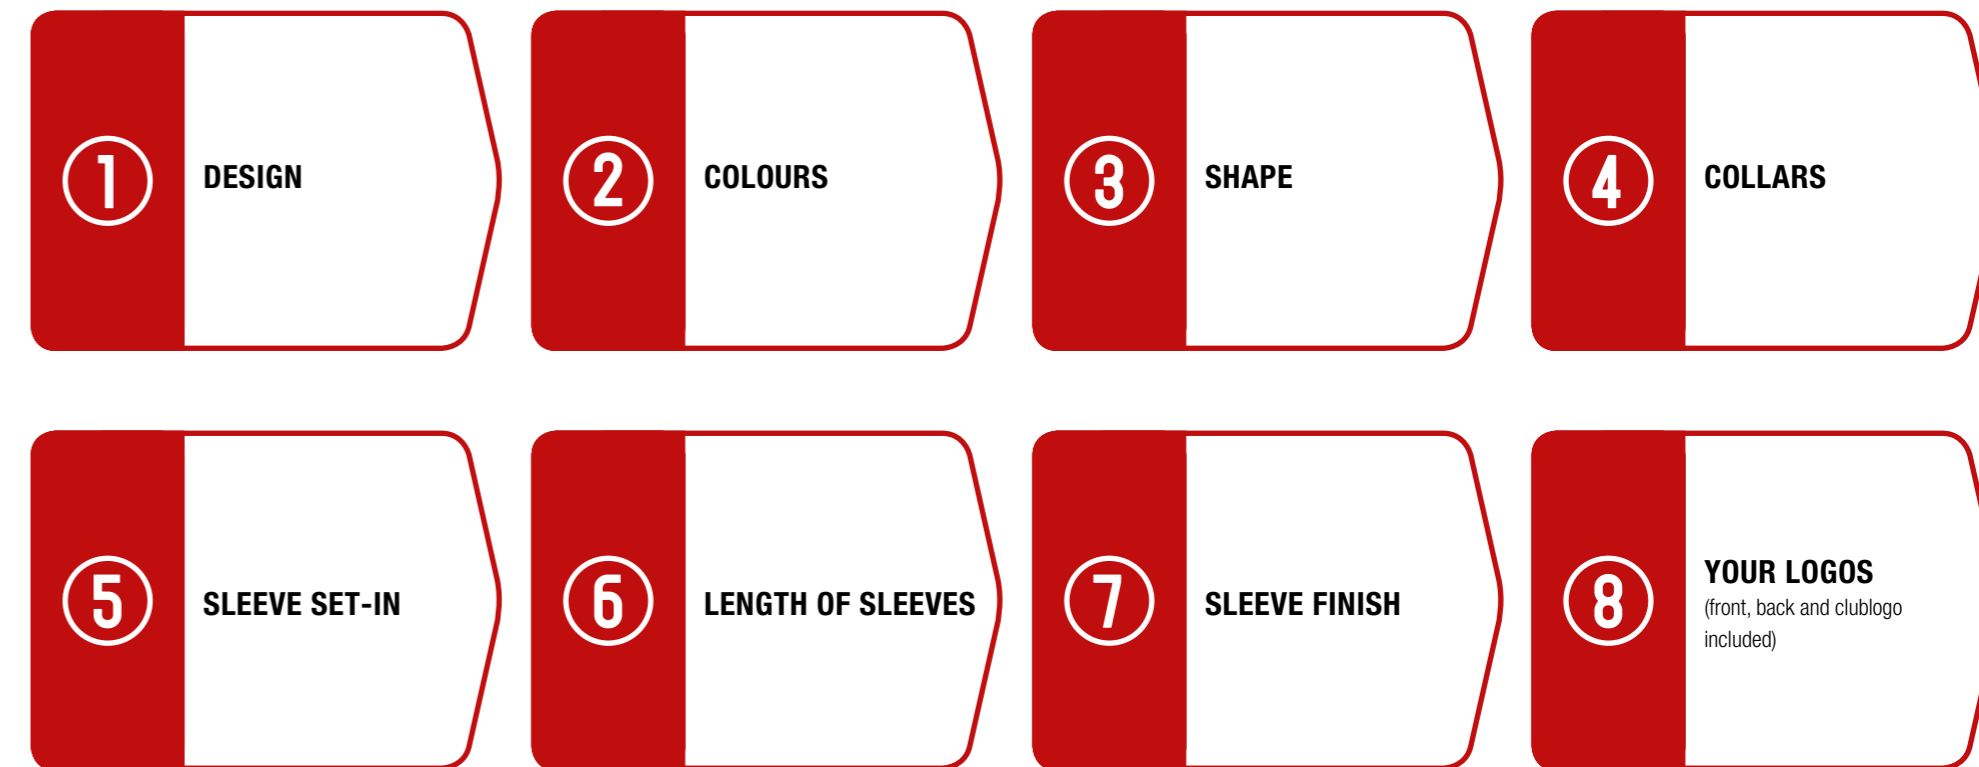 1
DESIGN
2
COLOURS
3
SHAPE
4
COLLARS
5
SLEEVE SET-IN
6
LENGTH OF SLEEVES
7
SLEEVE FINISH
8
YOUR LOGOS
(front, back and clublogo
included)